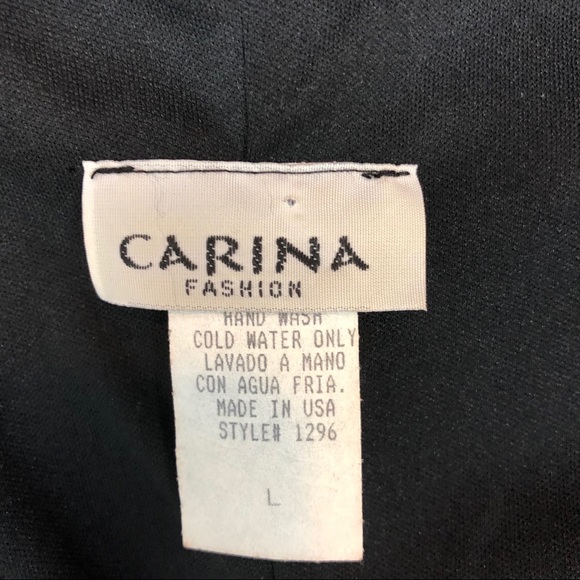 CARINA
FASHION
HAND WASH
COLD WATER ONLY
LAVADO A MANO
CON AGUA FRIA.
MADE IN USA
STYLE# 1296
L